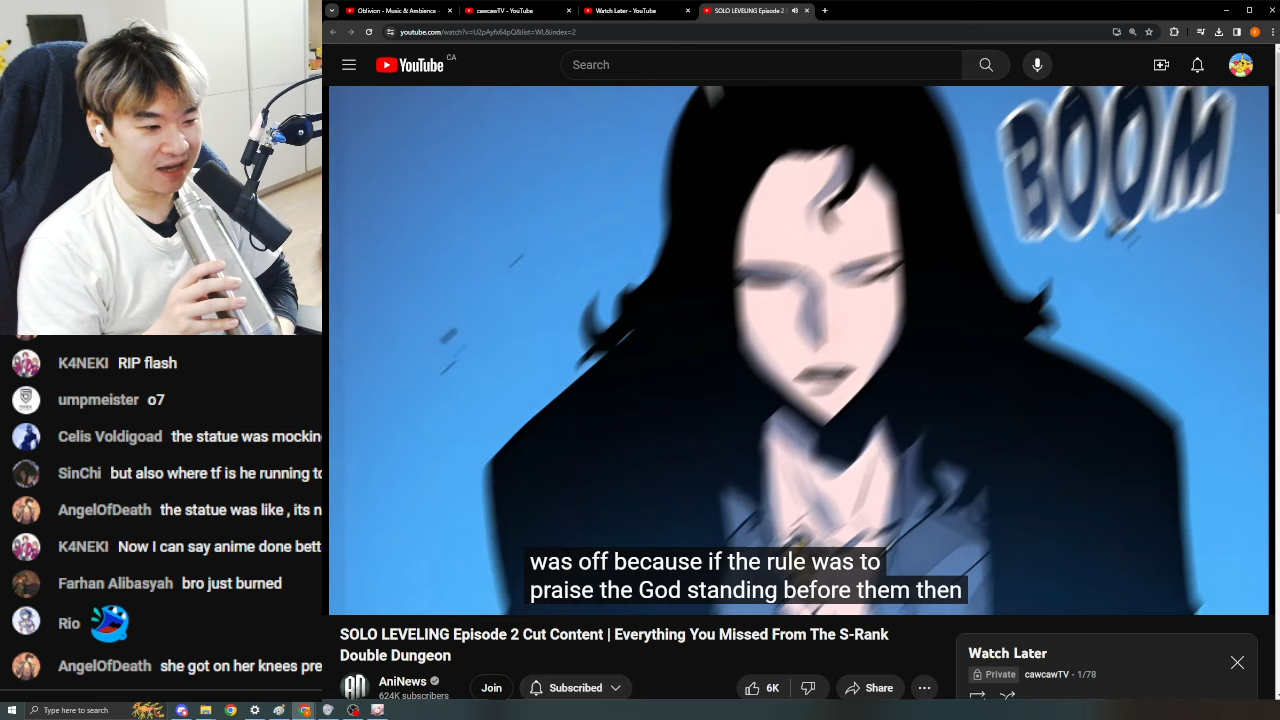 Oblivion - Music & Ambience
cawcawTV - YouTube
Watch Later - YouTube
SOLO LEVELING Episode 2
youtube.com/watch?v=U2pAyfx64pQ&list=WL&index=2
YouTube CA
Search
BOOM
K4NEKI RIP flash
umpmeister o7
Celis Voldigoad the statue was mockin
SinChi but also where tf is he running to
AngelOfDeath the statue was like , its n
K4NEKI Now I can say anime done bett
Farhan Alibasyah bro just burned
Rio
AngelOfDeath she got on her knees pre
was off because if the rule was to
praise the God standing before them then
SOLO LEVELING Episode 2 Cut Content | Everything You Missed From The S-Rank
Double Dungeon
AniNews
624K subscribers
Join
Subscribed
6K
Share
Watch Later
Private cawcawTV - 1/78
Type here to search